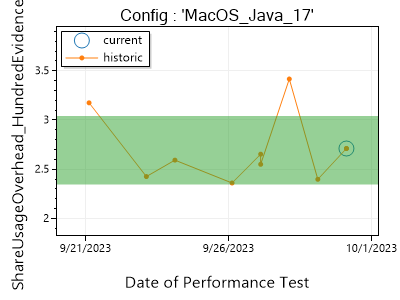 Config : 'MacOS_Java_17'
current
historic
3.5
3
2.5
2
9/21/2023
9/26/2023
10/1/2023
Date of Performance Test
ShareUsageOverhead_HundredEvidence